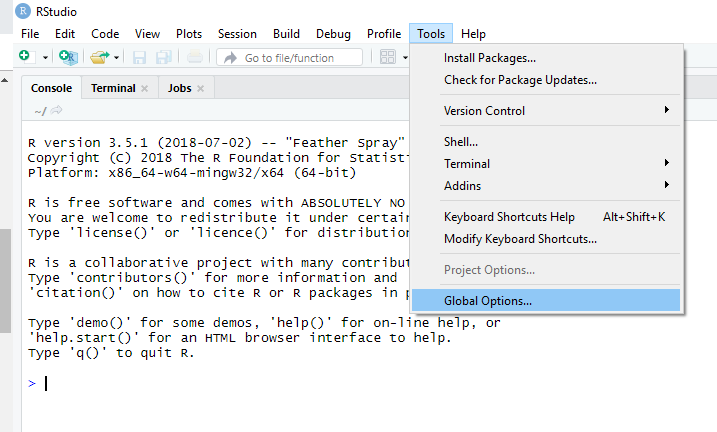 RStudio
File Edit Code View Plots Session Build Debug Profile Tools Help
Go to file/function
Console Terminal Jobs
~/
R version 3.5.1 (2018-07-02) -- "Feather Spray"
Copyright (C) 2018 The R Foundation for
Platform: x86_64-w64-mingw32/x64 (64-bit)
R is free software and comes with ABSOLUTELY NO
You are welcome to redistribute it under
Type 'license()' or 'licence()' for
R is a collaborative project with many
Type 'contributors()' for more information and
'citation()' on how to cite R or R packages in
Type 'demo()' for some demos, 'help()' for on-line help, or
'help.start()' for an HTML browser interface to help.
Type 'q()' to quit R.
>
Install Packages...
Check for Package Updates...
Version Control
Shell...
Terminal
Addins
Keyboard Shortcuts Help Alt+Shift+K
Modify Keyboard Shortcuts...
Project Options...
Global Options...